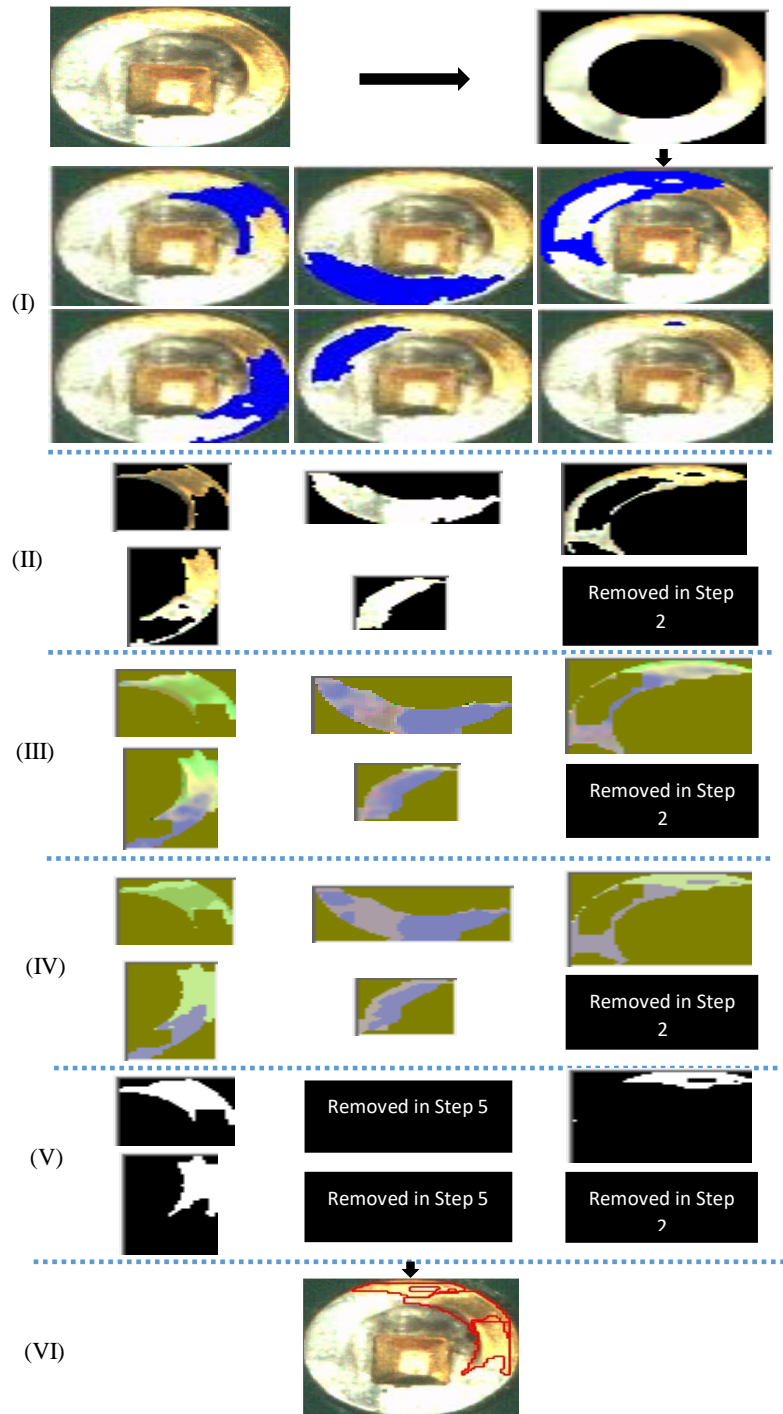 (I)
(II)
Removed in Step
2
(III)
Removed in Step
2
(IV)
Removed in Step
2
(V)
Removed in Step 5
Removed in Step 5
Removed in Step
2
(VI)